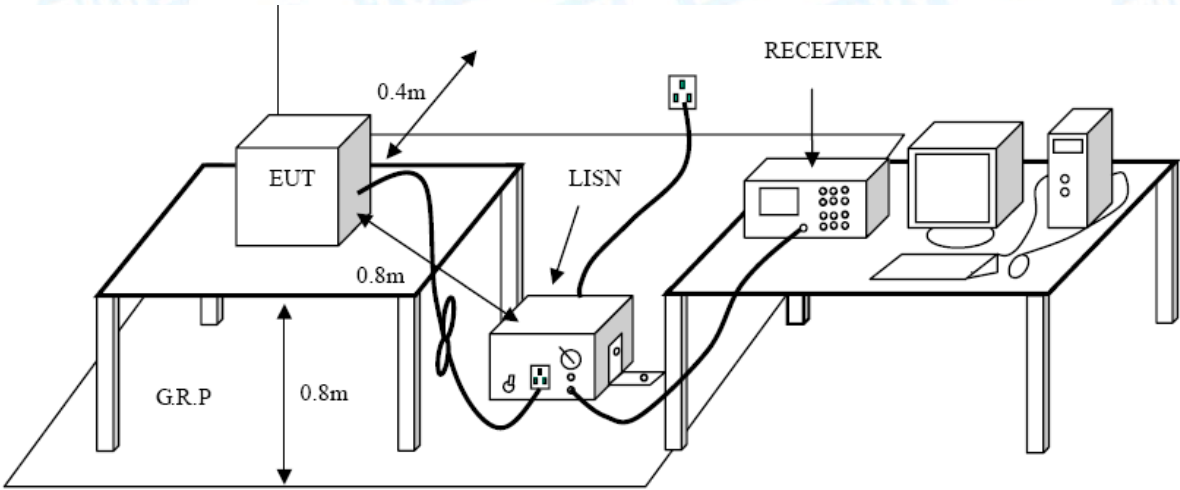 RECEIVER
0.4m
EUT
LISN
0.8m
G.R.P
0.8m